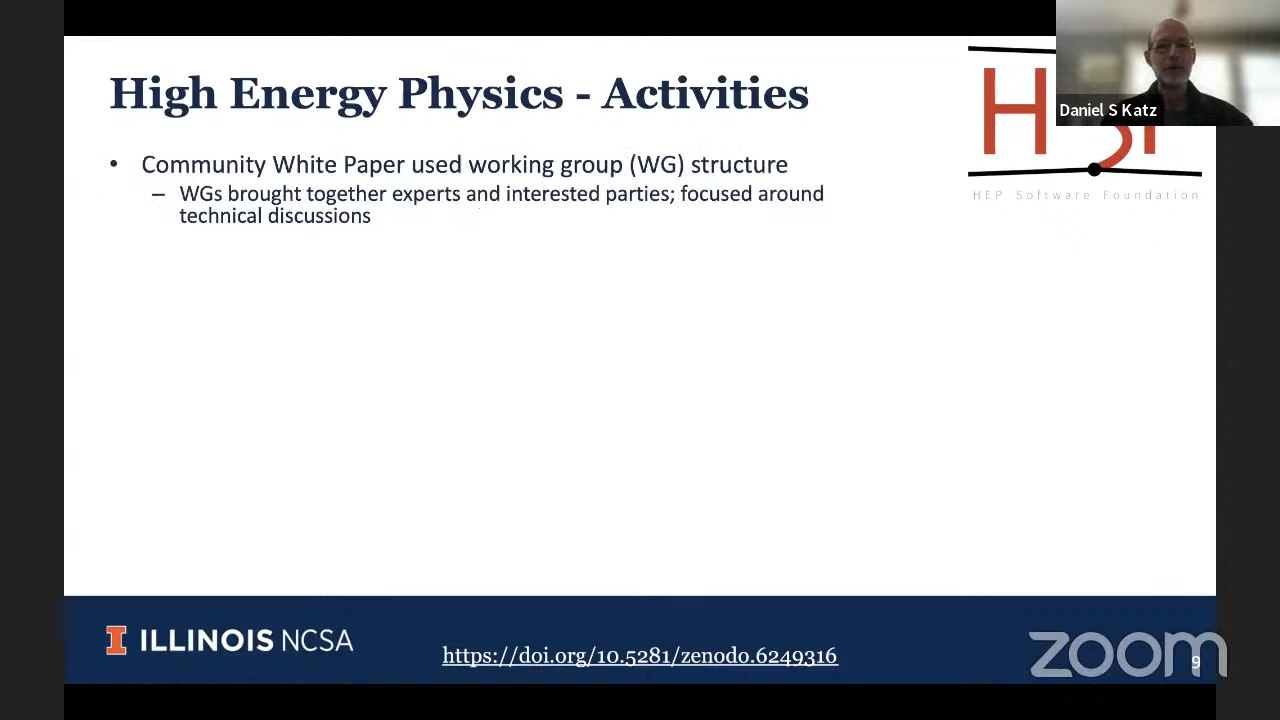 High Energy Physics - Activities
Daniel S Katz
• Community White Paper used working group (WG) structure
– WGs brought together experts and interested parties; focused around
technical discussions
HEP Software Foundation
ILLINOIS NCSA
https://doi.org/10.5281/zenodo.6249316
zoom
9